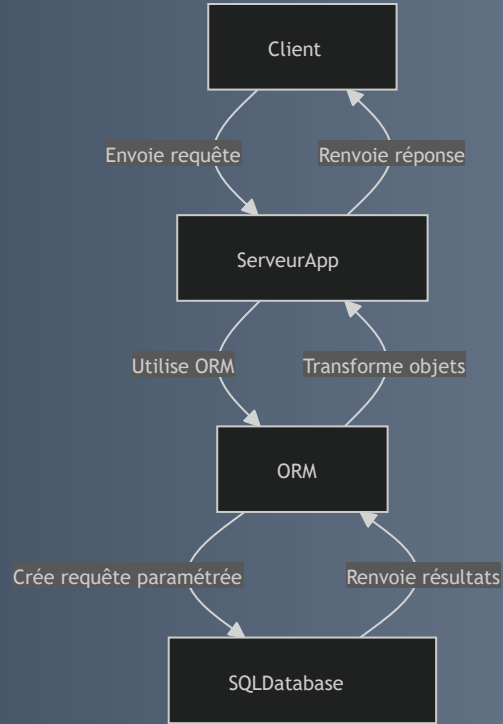 Client
Envoie requête
Renvoie réponse
ServeurApp
Utilise ORM
Transforme objets
ORM
Crée requête paramétrée
Renvoie résultats
SQLDatabase